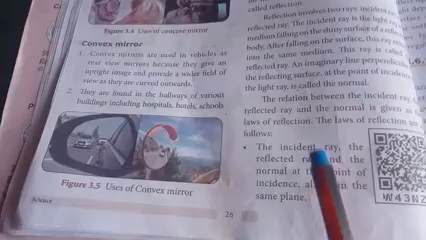 Figure 3.4 Uses of concave mirror
Convex mirror
1. Convex mirrors are used in vehicles as
rear view mirrors because they give an
upright image and provide a wider field of
view as they are curved outwards.
2. They are found in the hallways of various
buildings including hospitals, hotels, schools
Figure 3.5 Uses of Convex mirror
Science
26
called reflection.
Reflection involves two rays
reflected ray. The incident ray is the light
medium falling on the surface of a
body. After falling on the surface, this ray
into the same medium. This ray is called
reflected ray. An imaginary line perpendicular
the reflecting surface, at the point of incidence
the light ray, is called the normal.
The relation between the incident ray,
reflected ray and the normal is given as
laws of reflection. The laws of reflection are
follows:
• The incident ray, the
reflected and the
normal at point of
incidence, in the
same plane.
W43NZ